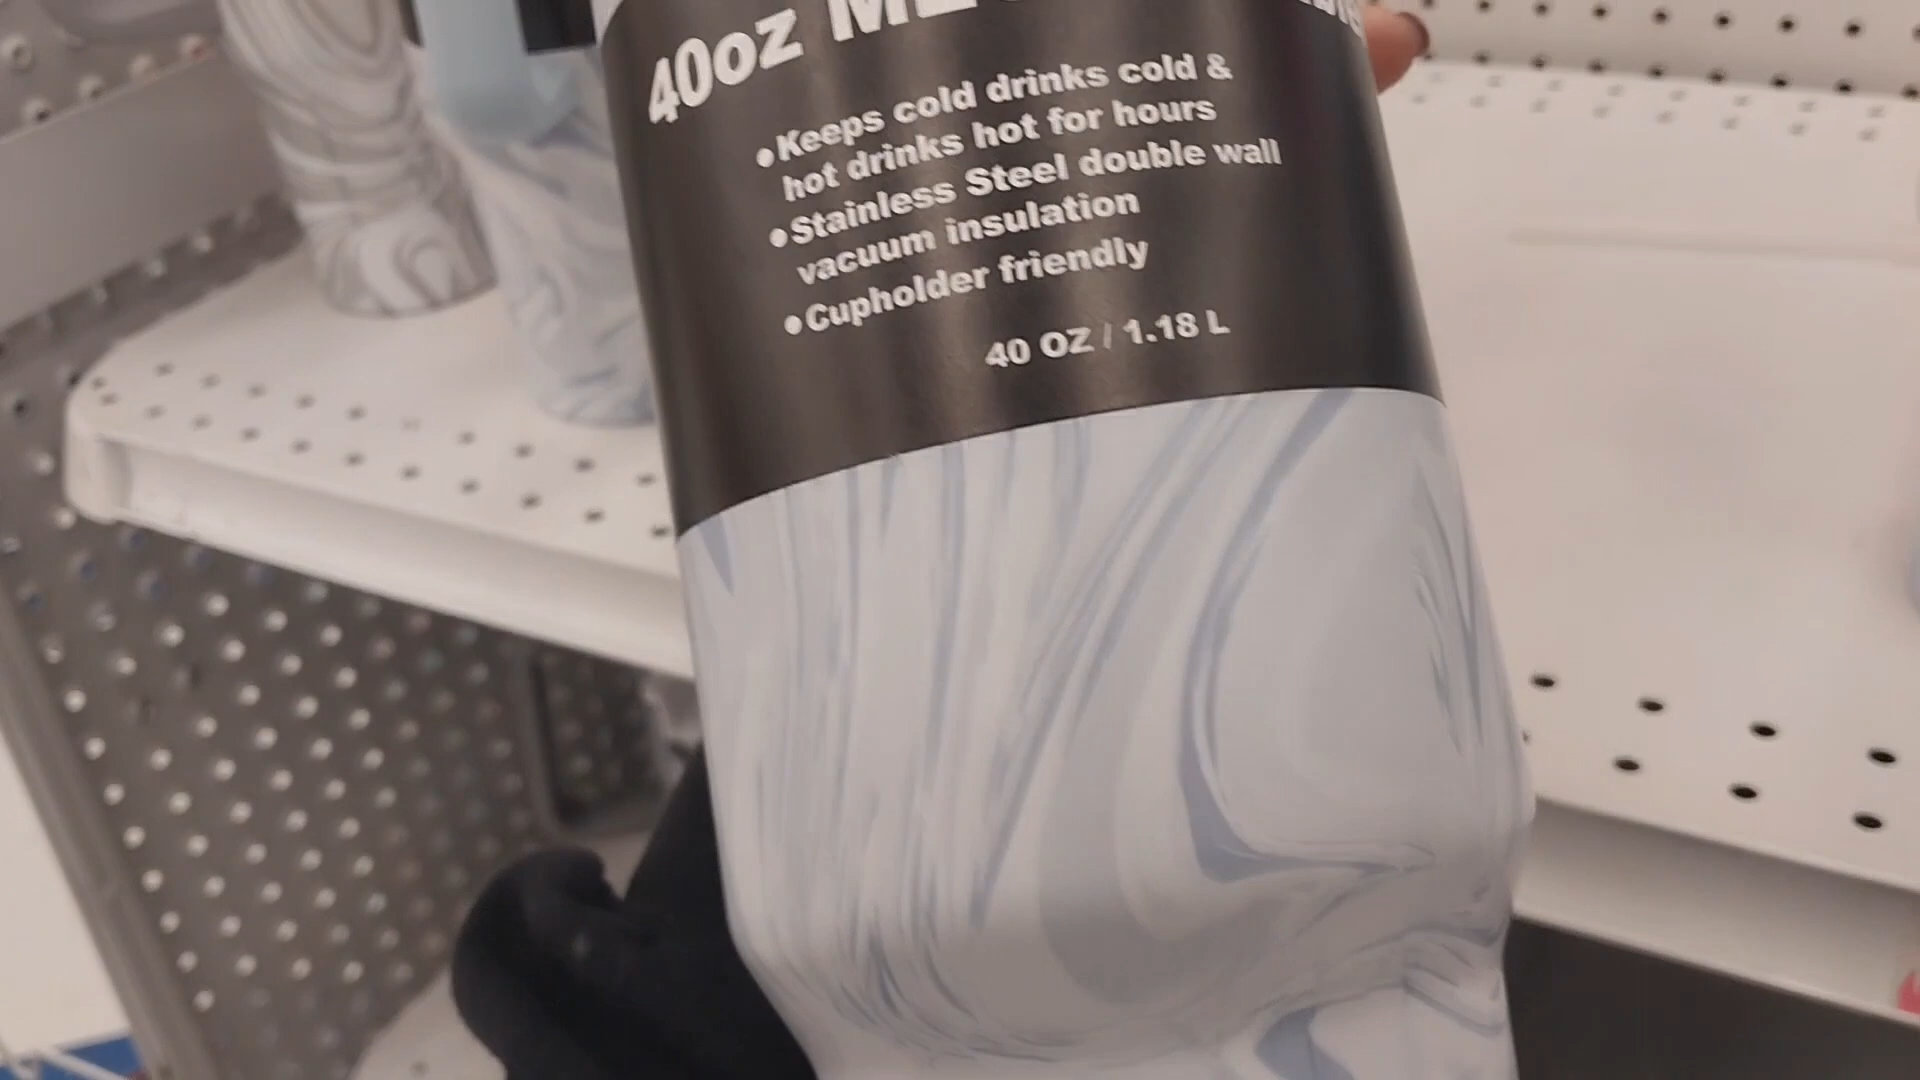 40oz
•Keeps cold drinks cold &
hot drinks hot for hours
•Stainless Steel double wall
vacuum insulation
•Cupholder friendly
40 OZ / 1.18 L